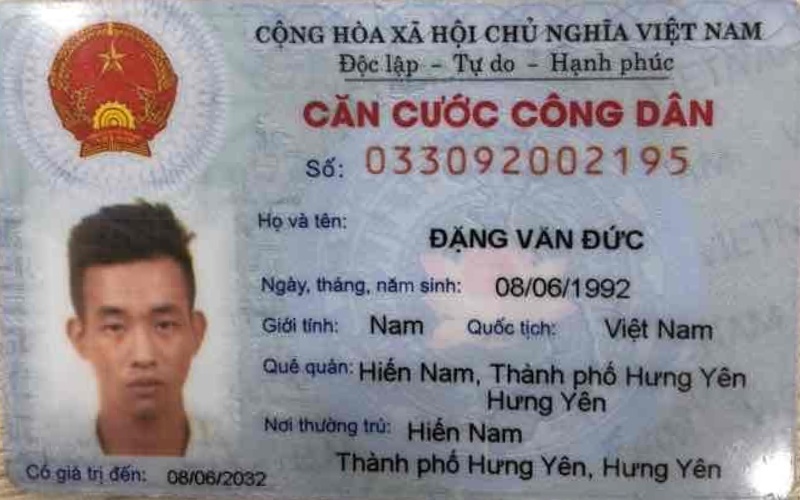 CỘNG HÒA XÃ HỘI CHỦ NGHĨA VIỆT NAM
Độc lập - Tự do - Hạnh phúc
CĂN CƯỚC CÔNG DÂN
Số: 033092002195
Họ và tên:
ĐẶNG VĂN ĐỨC
Ngày, tháng, năm sinh: 08/06/1992
Giới tính: Nam Quốc tịch: Việt Nam
Quê quán: Hiến Nam, Thành phố Hưng Yên
Hưng Yên
Nơi thường trú: Hiến Nam
Thành phố Hưng Yên, Hưng Yên
Có giá trị đến: 08/06/2032